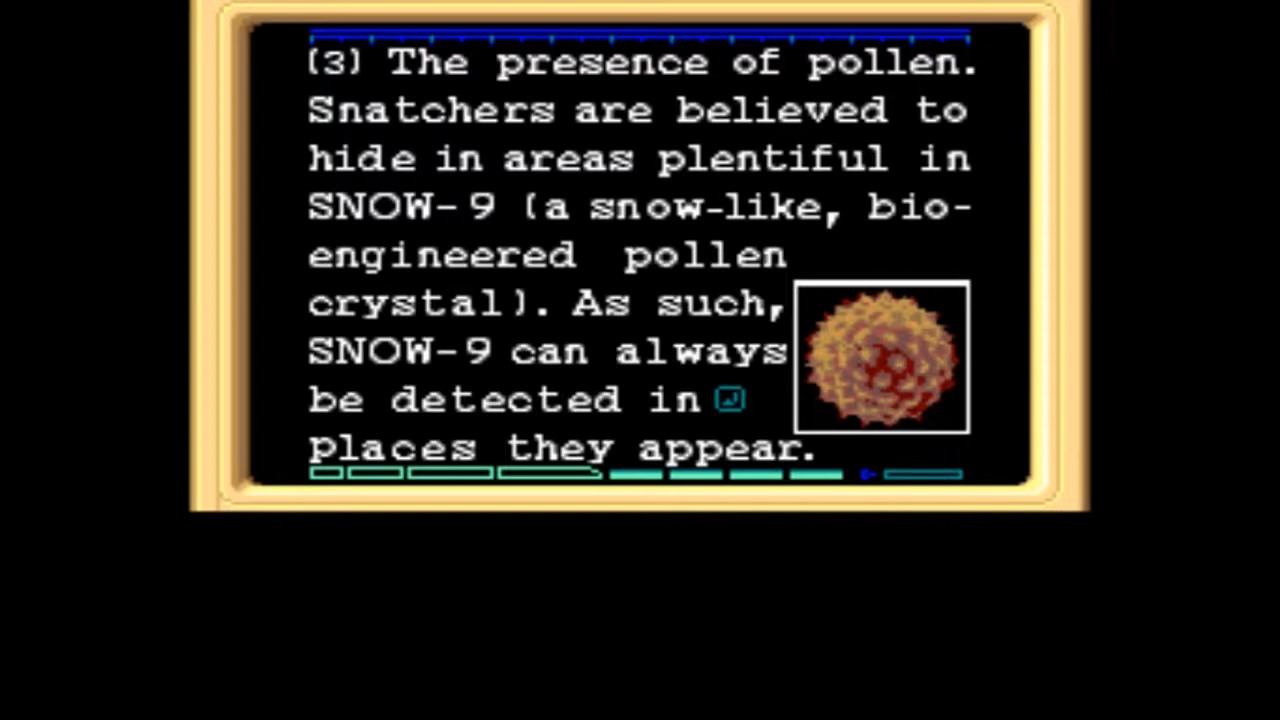 (3) The presence of pollen.
Snatchers are believed to
hide in areas plentiful in
SNOW-9 (a snow-like, bio-
engineered pollen
crystal). As such,
SNOW-9 can always
be detected in
places they appear.